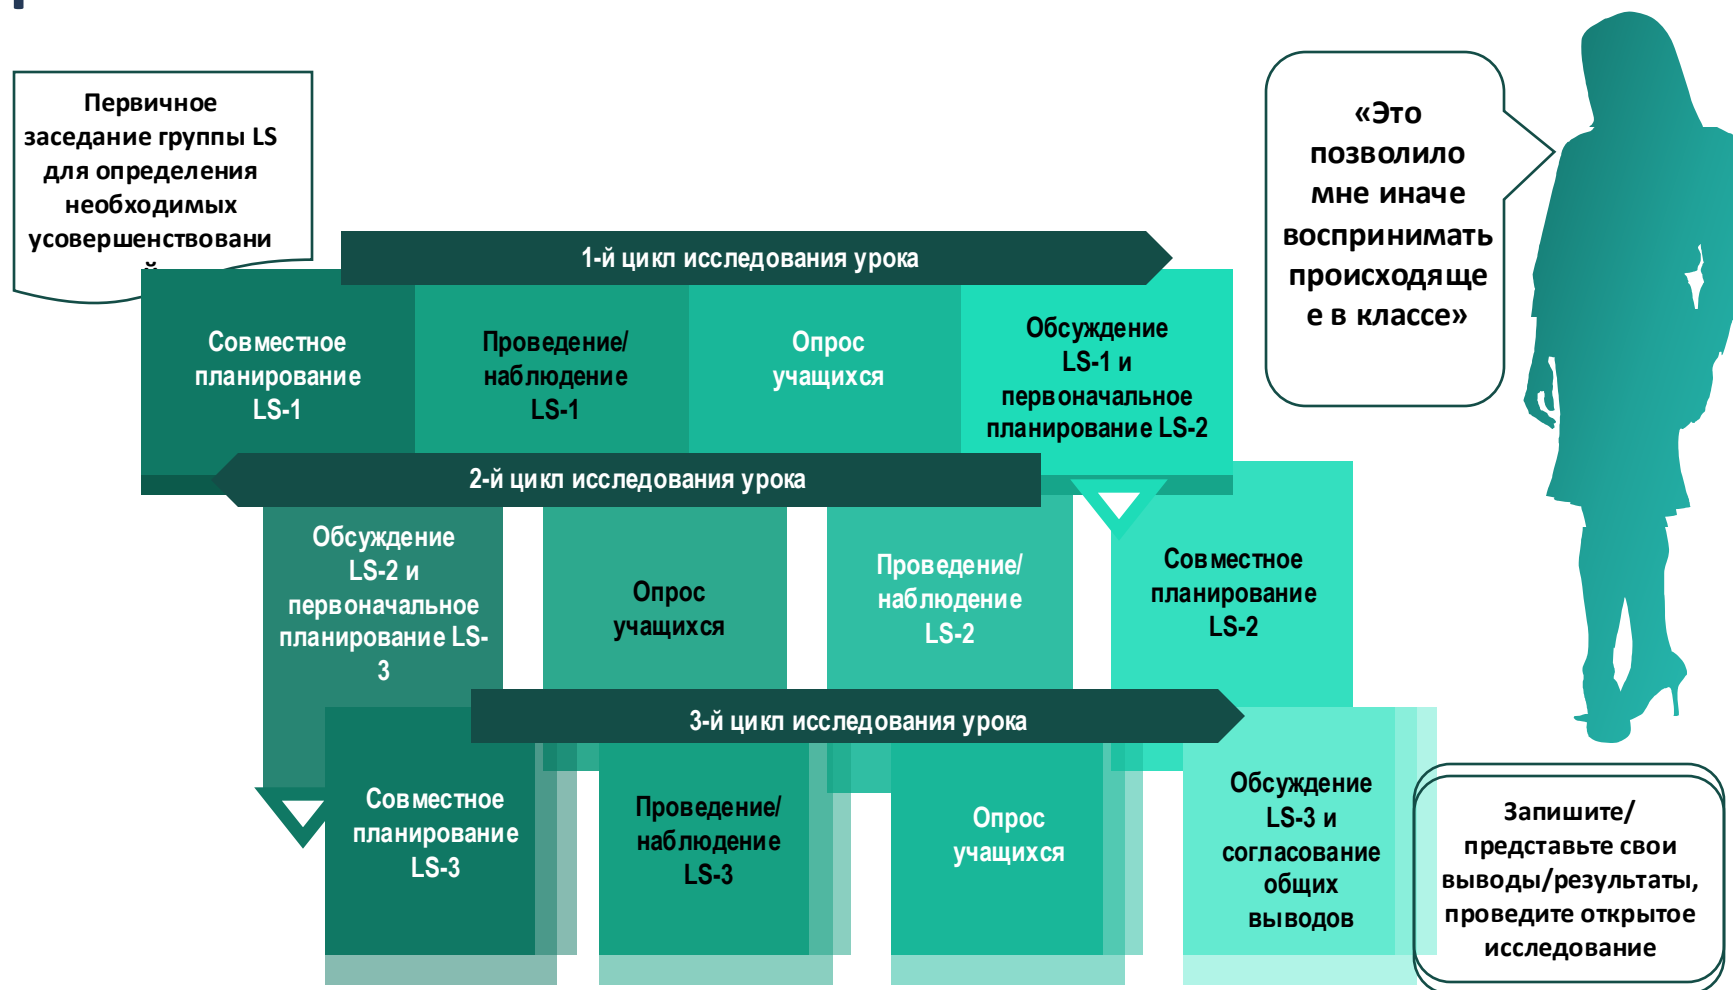 Первичное
заседание группы LS
для определения
необходимых
усовершенствовани
й
«Это
позволило
мне иначе
воспринимать
происходяще
е в классе»
1-й цикл исследования урока
Совместное
планирование
LS-1
Проведение/
наблюдение
LS-1
Опрос
учащихся
Обсуждение
LS-1 и
первоначальное
планирование LS-2
2-й цикл исследования урока
Обсуждение
LS-2 и
первоначальное
планирование LS-
3
Опрос
учащихся
Проведение/
наблюдение
LS-2
Совместное
планирование
LS-2
3-й цикл исследования урока
Совместное
планирование
LS-3
Проведение/
наблюдение
LS-3
Опрос
учащихся
Обсуждение
LS-3 и
согласование
общих
выводов
Запишите/
представьте свои
выводы/результаты,
проведите открытое
исследование